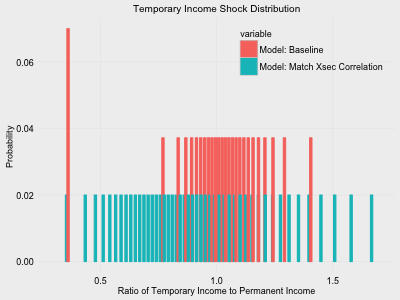 Temporary Income Shock Distribution
variable
Model: Baseline
Model: Match Xsec Correlation
Probability
0.06
0.04
0.02
0.00
0.5 1.0 1.5
Ratio of Temporary Income to Permanent Income